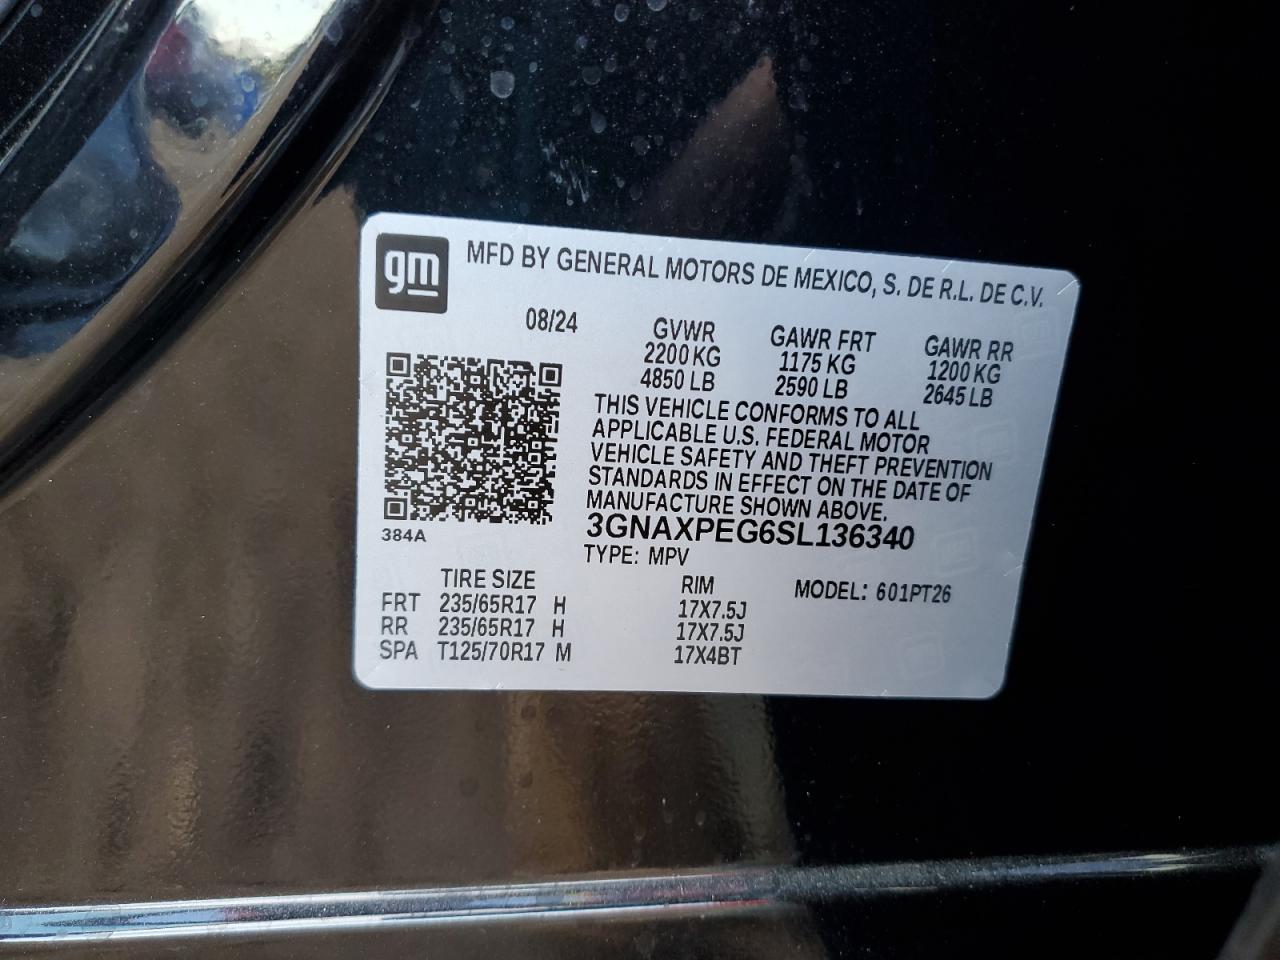 gm MFD BY GENERAL MOTORS DE MEXICO, S. DE R.L. DE C.V.
08/24 GVWR GAWR FRT GAWR RR
2200 KG 1175 KG 1200 KG
4850 LB 2590 LB 2645 LB
THIS VEHICLE CONFORMS TO ALL
APPLICABLE U.S. FEDERAL MOTOR
VEHICLE SAFETY AND THEFT PREVENTION
STANDARDS IN EFFECT ON THE DATE OF
MANUFACTURE SHOWN ABOVE.
384A
3GNAXPEG6SL136340
TYPE: MPV
TIRE SIZE RIM MODEL: 601PT26
FRT 235/65R17 H 17X7.5J
RR 235/65R17 H 17X7.5J
SPA T125/70R17 M 17X4BT